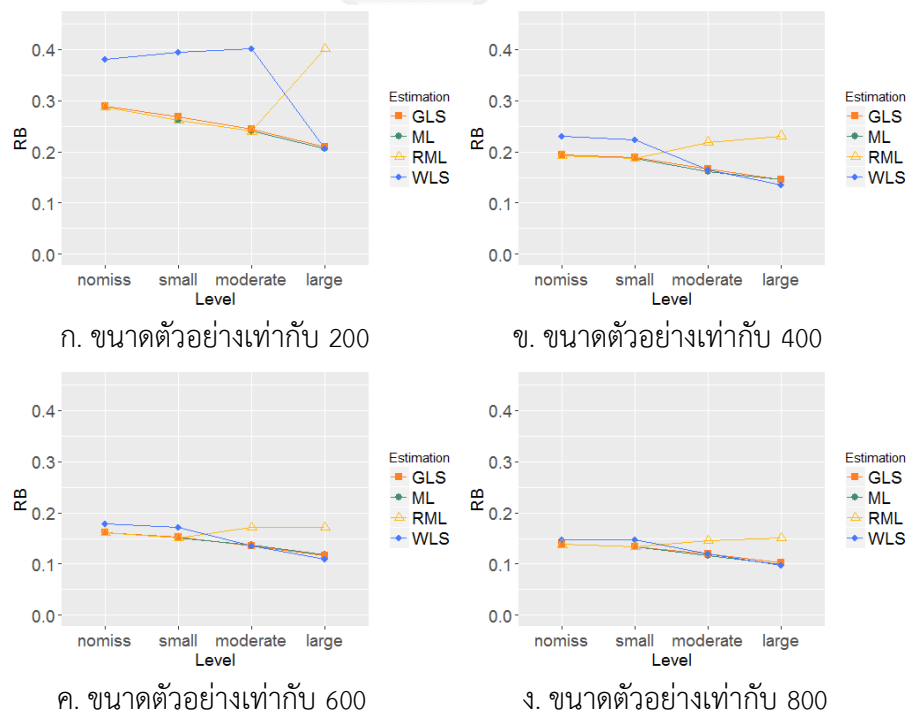 0.4
0.3
0.2
0.1
0.0
RB
nomiss small moderate large
Level
Estimation
GLS
ML
RML
WLS
ก. ขนาดตัวอย่างเท่ากับ 200
0.4
0.3
0.2
0.1
0.0
RB
nomiss small moderate large
Level
Estimation
GLS
ML
RML
WLS
ข. ขนาดตัวอย่างเท่ากับ 400
0.4
0.3
0.2
0.1
0.0
RB
nomiss small moderate large
Level
Estimation
GLS
ML
RML
WLS
ค. ขนาดตัวอย่างเท่ากับ 600
0.4
0.3
0.2
0.1
0.0
RB
nomiss small moderate large
Level
Estimation
GLS
ML
RML
WLS
ง. ขนาดตัวอย่างเท่ากับ 800